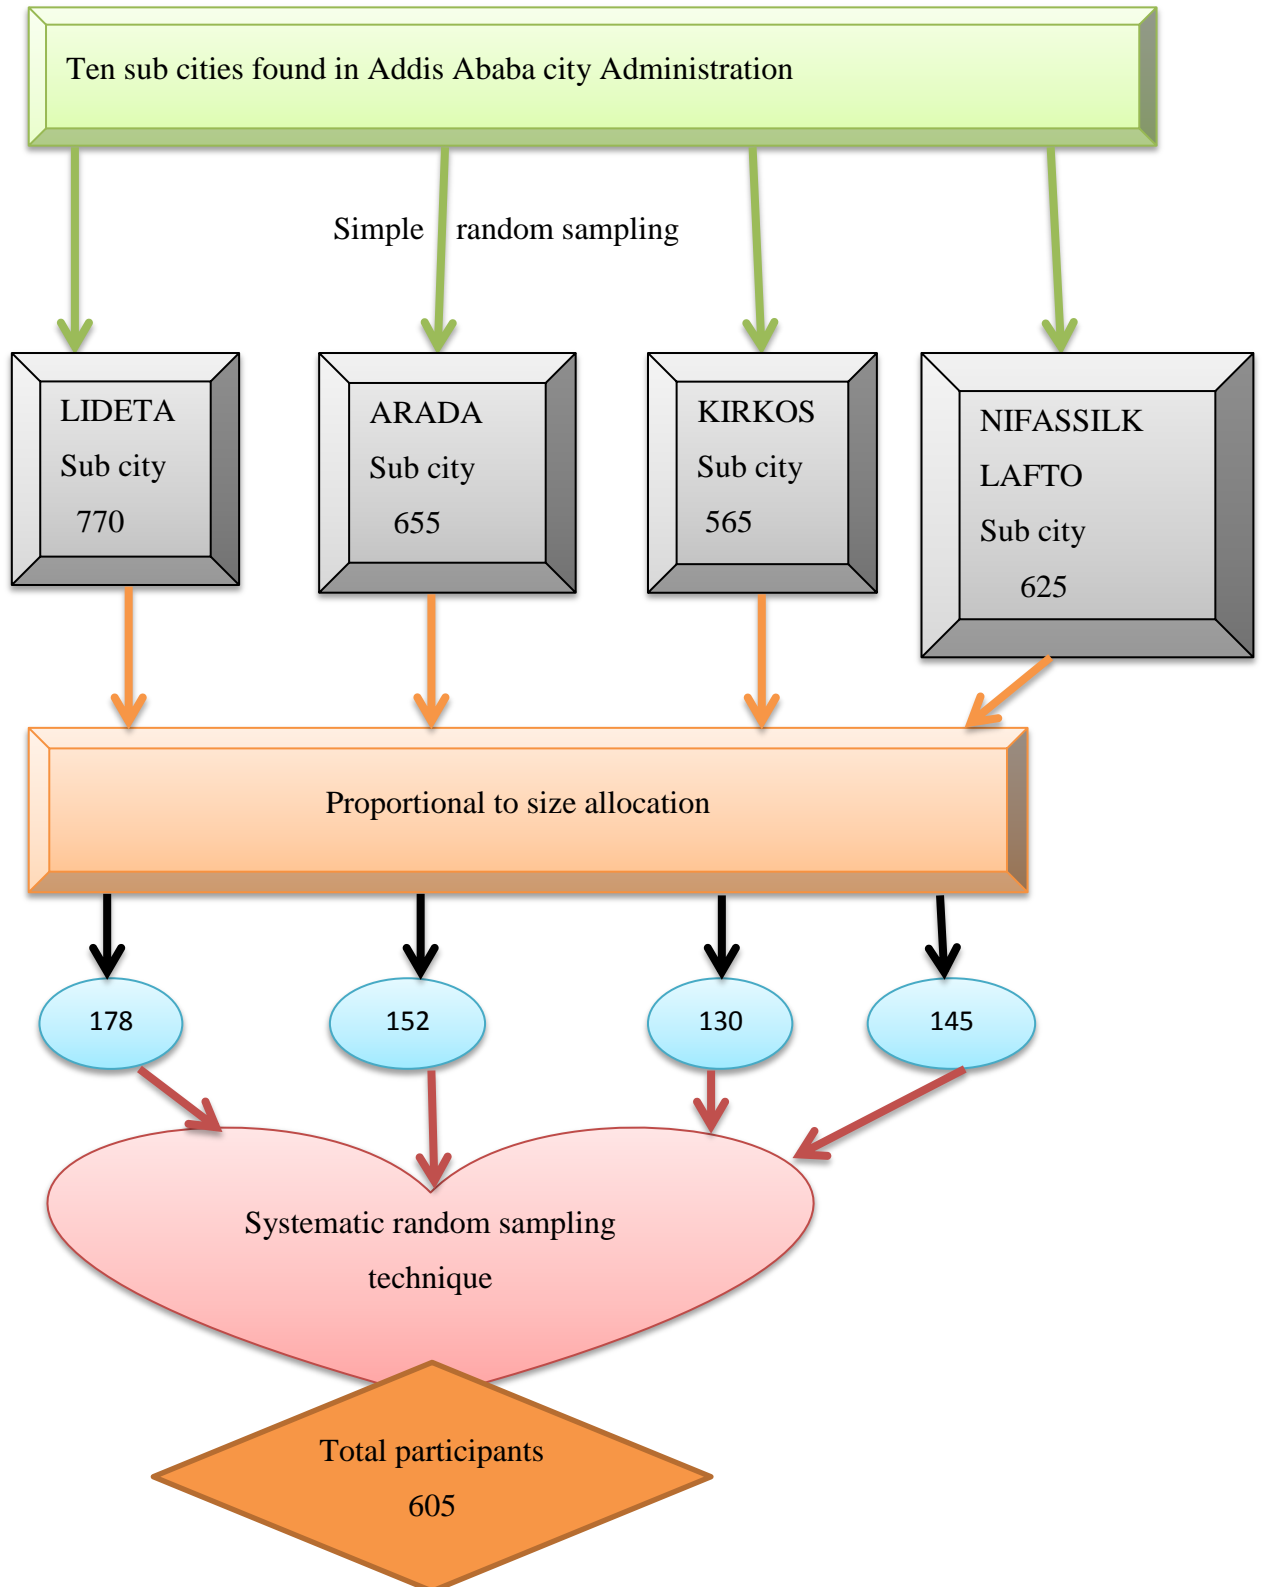 Ten sub cities found in Addis Ababa city Administration
Simple random sampling
LIDETA
Sub city
770
ARADA
Sub city
655
KIRKOS
Sub city
565
NIFASSILK
LAFTO
Sub city
625
Proportional to size allocation
178
152
130
145
Systematic random sampling
technique
Total participants
605